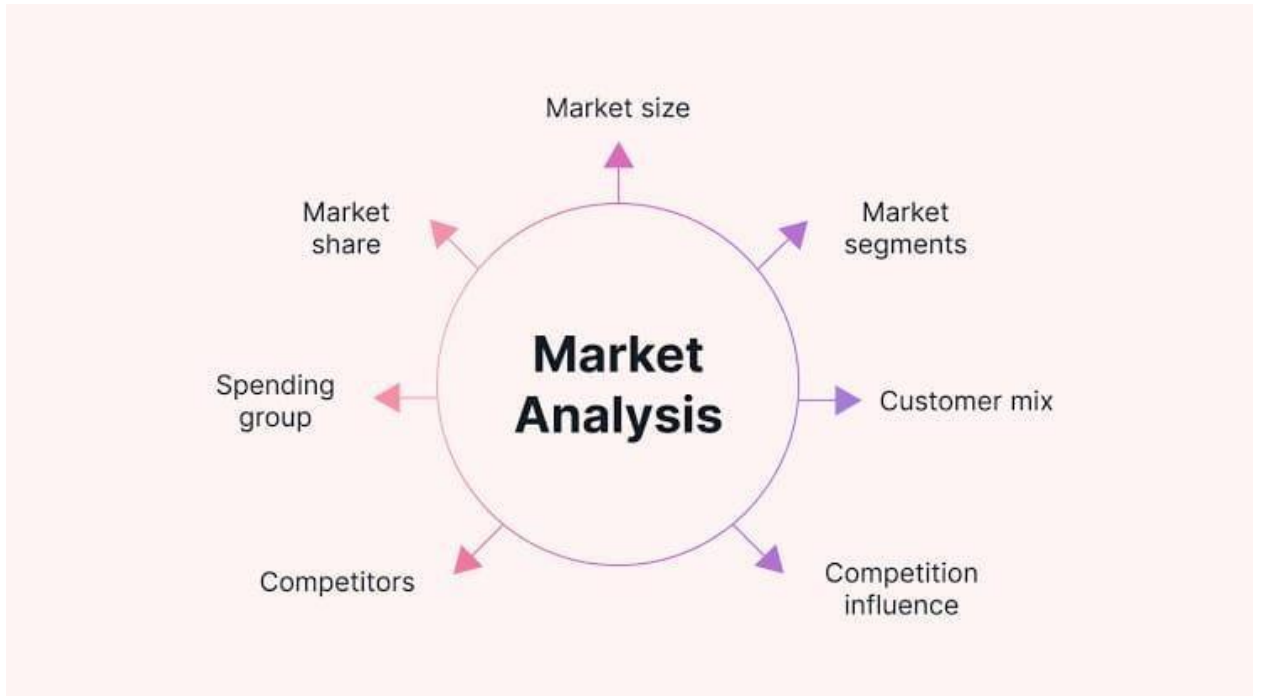 Market size
Market
share
Market
segments
Spending
group
Market
Analysis
Customer mix
Competitors
Competition
influence